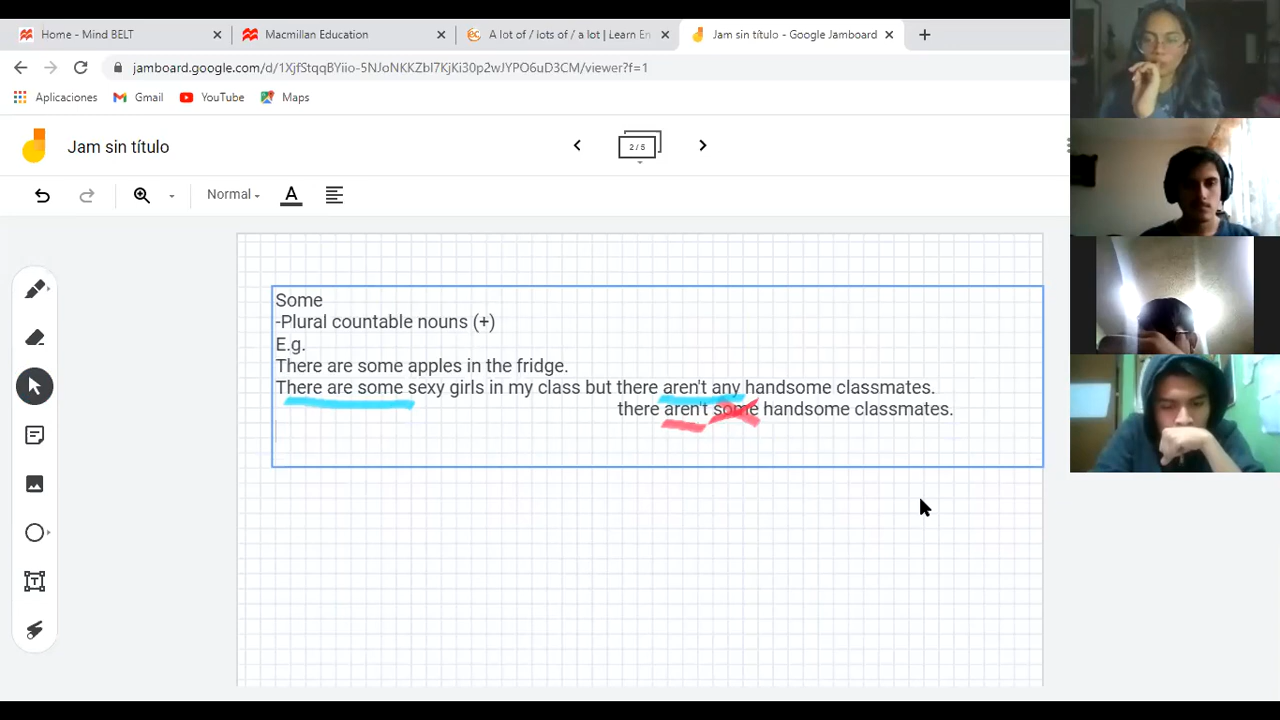 Home - Mind BELT
Macmillan Education
A lot of / lots of / a lot | Learn En
Jam sin título - Google Jamboard
jamboard.google.com/d/1XjfStqqBYiio-5NJoNKKZbl7KjKi30p2wJYPO6uD3CM/viewer?f=1
Aplicaciones
Gmail
YouTube
Maps
Jam sin título
2 / 5
Normal
Some
-Plural countable nouns (+)
E.g.
There are some apples in the fridge.
There are some sexy girls in my class but there aren't any handsome classmates.
there aren't some handsome classmates.